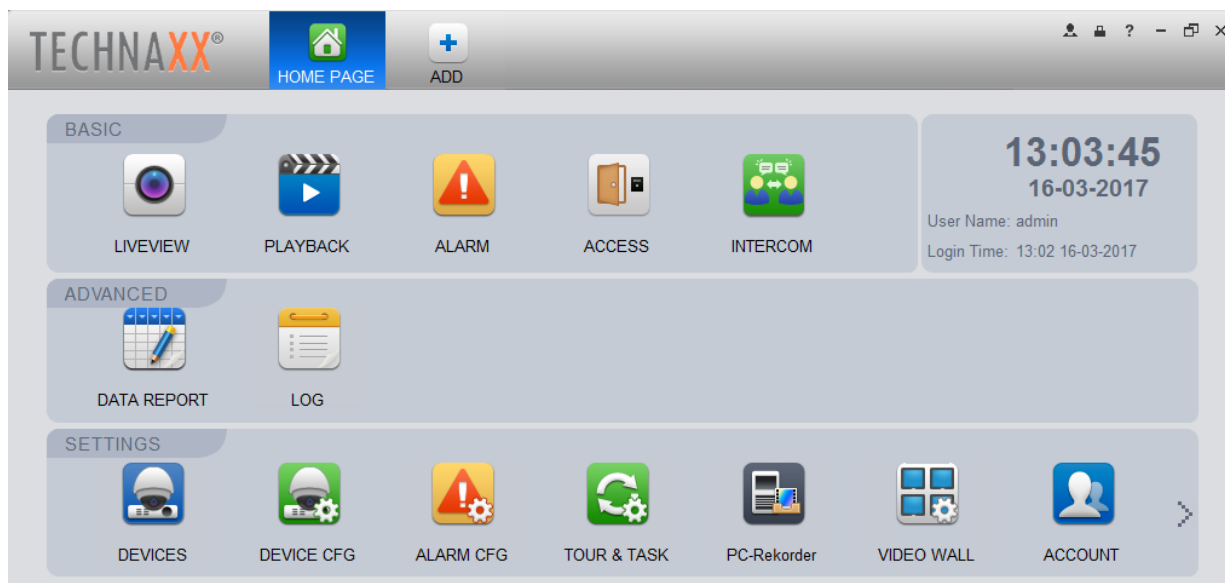 TECHNAXX®
HOME PAGE
ADD
?
BASIC
LIVEVIEW
PLAYBACK
ALARM
ACCESS
INTERCOM
13:03:45
16-03-2017
User Name: admin
Login Time: 13:02 16-03-2017
ADVANCED
DATA REPORT
LOG
SETTINGS
DEVICES
DEVICE CFG
ALARM CFG
TOUR & TASK
PC-Rekorder
VIDEO WALL
ACCOUNT